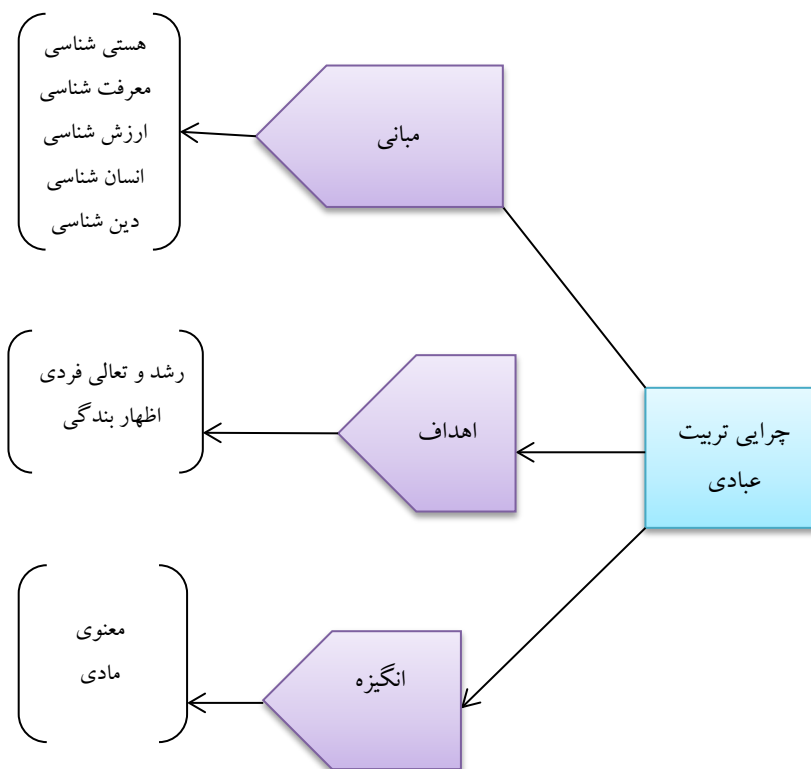 چرایی تربیت
عبادی
مبانی
هستی شناسی
معرفت شناسی
ارزش شناسی
انسان شناسی
دین شناسی
اهداف
رشد و تعالی فردی
اظهار بندگی
انگیزه
معنوی
مادی